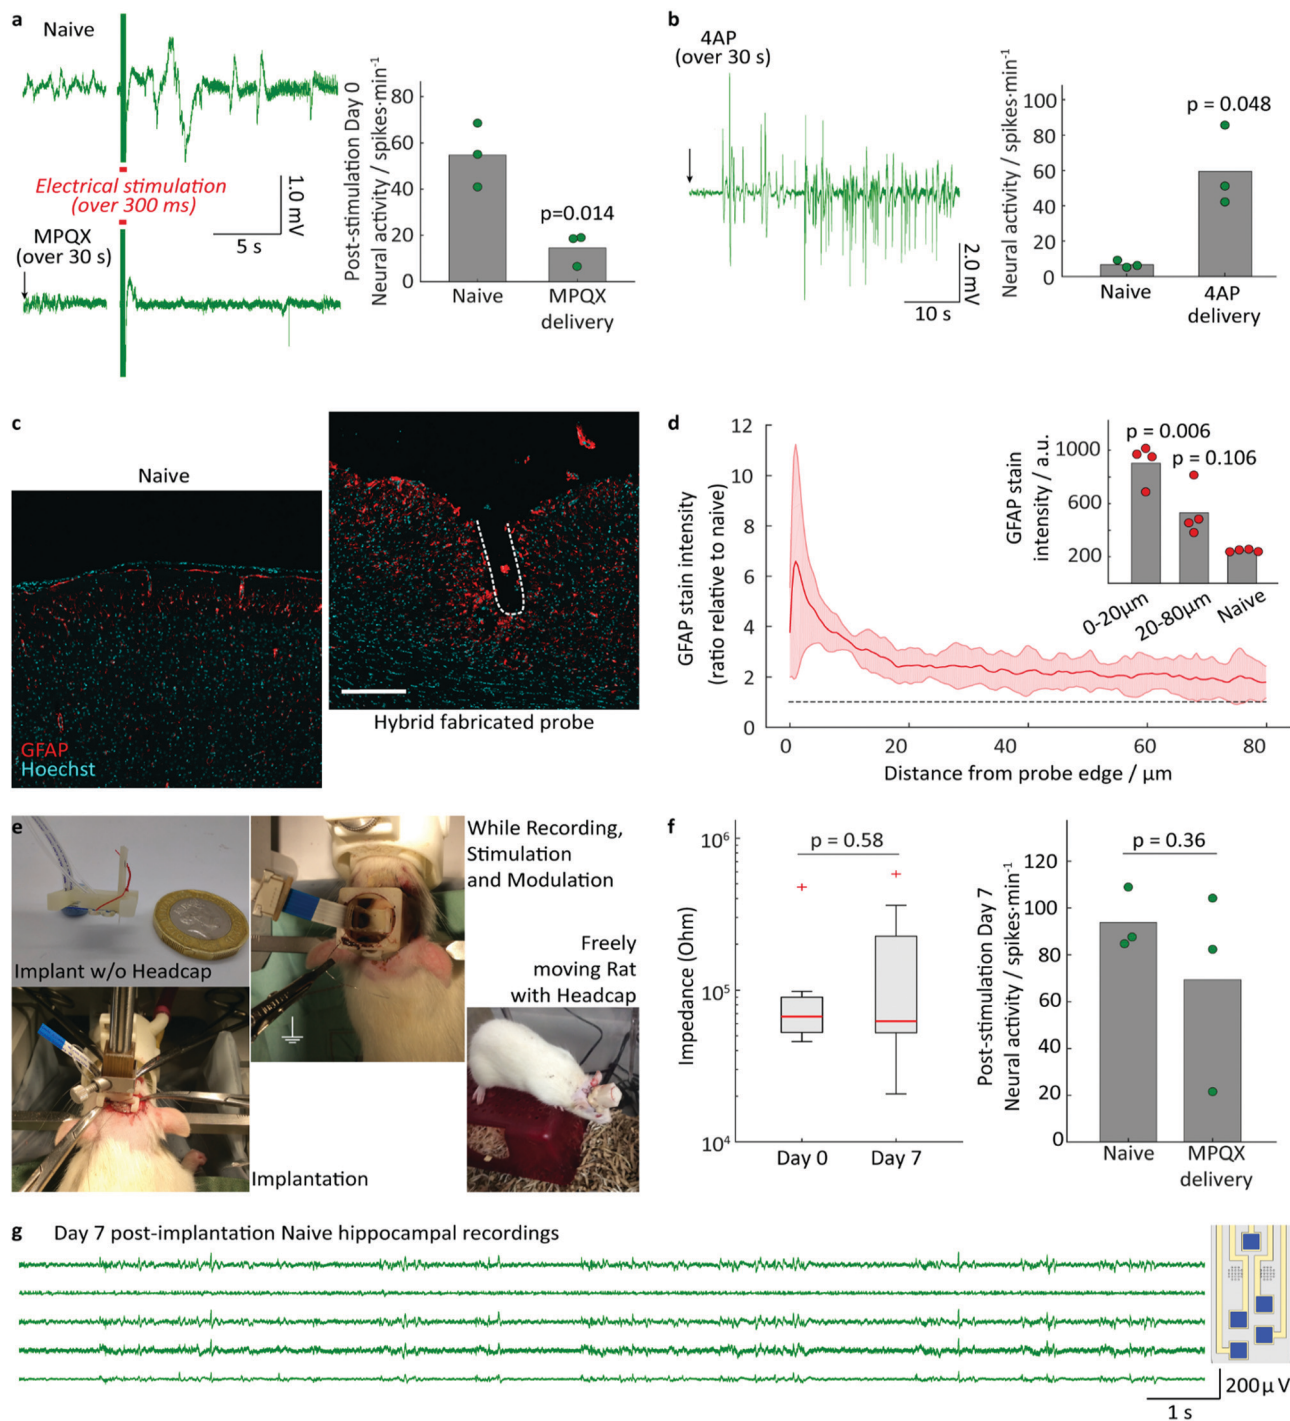 a
Naive
Electrical stimulation
(over 300 ms)
MPQX
(over 30 s)
1.0 mV
5 s
Post-stimulation Day 0
Neural activity / spikes·min⁻¹
80
60
40
20
0
p=0.014
Naive
MPQX
delivery
b
4AP
(over 30 s)
2.0 mV
10 s
Neural activity / spikes·min⁻¹
100
80
60
40
20
0
p = 0.048
Naive
4AP
delivery
c
Naive
GFAP
Hoechst
Hybrid fabricated probe
d
GFAP stain intensity
(ratio relative to naive)
12
10
8
6
4
2
0
0
20
40
60
80
Distance from probe edge / µm
GFAP stain
intensity / a.u.
1000
600
200
p = 0.006
p = 0.106
0-20µm
20-80µm
Naive
e
Implant w/o Headcap
While Recording,
Stimulation
and Modulation
Freely
moving Rat
with Headcap
Implantation
f
Impedance (Ohm)
10⁶
10⁵
10⁴
p = 0.58
Day 0
Day 7
Post-stimulation Day 7
Neural activity / spikes·min⁻¹
120
100
80
60
40
20
0
p = 0.36
Naive
MPQX
delivery
g Day 7 post-implantation Naive hippocampal recordings
200µV
1 s